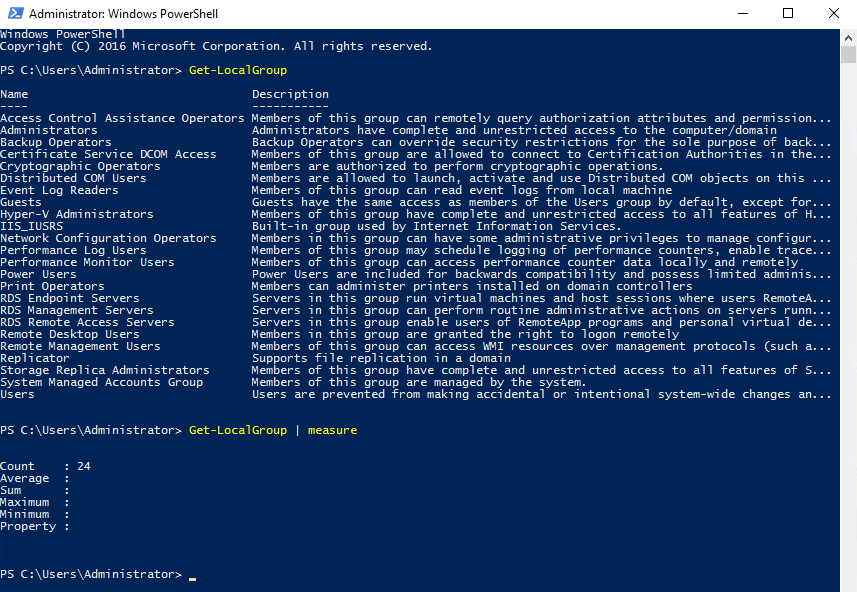 Administrator: Windows PowerShell
Windows PowerShell
Copyright (C) 2016 Microsoft Corporation. All rights reserved.
PS C:\Users\Administrator> Get-LocalGroup
Name Description
---- -----------
Access Control Assistance Operators Members of this group can remotely query authorization attributes and permission...
Administrators Administrators have complete and unrestricted access to the computer/domain
Backup Operators Backup Operators can override security restrictions for the sole purpose of back...
Certificate Service DCOM Access Members of this group are allowed to connect to Certification Authorities in the...
Cryptographic Operators Members are authorized to perform cryptographic operations.
Distributed COM Users Members are allowed to launch, activate and use Distributed COM objects on this ...
Event Log Readers Members of this group can read event logs from local machine
Guests Guests have the same access as members of the Users group by default, except for...
Hyper-V Administrators Members of this group have complete and unrestricted access to all features of H...
IIS_IUSRS Built-in group used by Internet Information Services.
Network Configuration Operators Members in this group can have some administrative privileges to manage configur...
Performance Log Users Members of this group may schedule logging of performance counters, enable trace...
Performance Monitor Users Members of this group can access performance counter data locally and remotely
Power Users Power Users are included for backwards compatibility and possess limited adminis...
Print Operators Members can administer printers installed on domain controllers
RDS Endpoint Servers Servers in this group run virtual machines and host sessions where users RemoteA...
RDS Management Servers Servers in this group can perform routine administrative actions on servers runn...
RDS Remote Access Servers Servers in this group enable users of RemoteApp programs and personal virtual de...
Remote Desktop Users Members in this group are granted the right to logon remotely
Remote Management Users Members of this group can access WMI resources over management protocols (such a...
Replicator Supports file replication in a domain
Storage Replica Administrators Members of this group have complete and unrestricted access to all features of S...
System Managed Accounts Group Members of this group are managed by the system.
Users Users are prevented from making accidental or intentional system-wide changes an...
PS C:\Users\Administrator> Get-LocalGroup | measure
Count : 24
Average :
Sum :
Maximum :
Minimum :
Property :
PS C:\Users\Administrator>